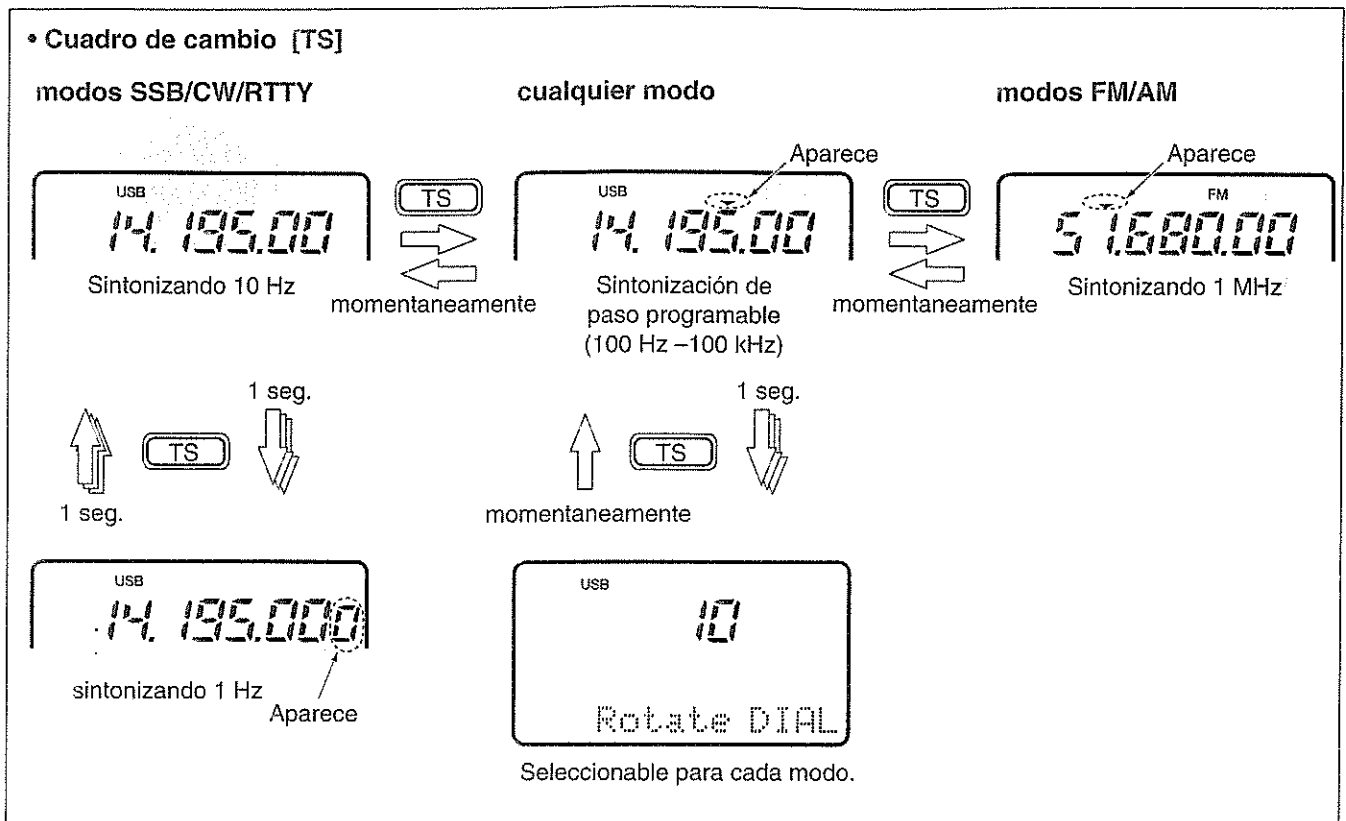 • Cuadro de cambio [TS]
modos SSB/CW/RTTY
cualquier modo
modos FM/AM
Aparece
Aparece
USB
14.195.00
TS
USB
14.195.00
TS
FM
51.680.00
Sintonizando 10 Hz
momentaneamente
Sintonización de
paso programable
(100 Hz –100 kHz)
momentaneamente
Sintonizando 1 MHz
1 seg.
TS
1 seg.
1 seg.
TS
momentaneamente
USB
14.195.000
sintonizando 1 Hz
Aparece
USB
10
Rotate DIAL
Seleccionable para cada modo.